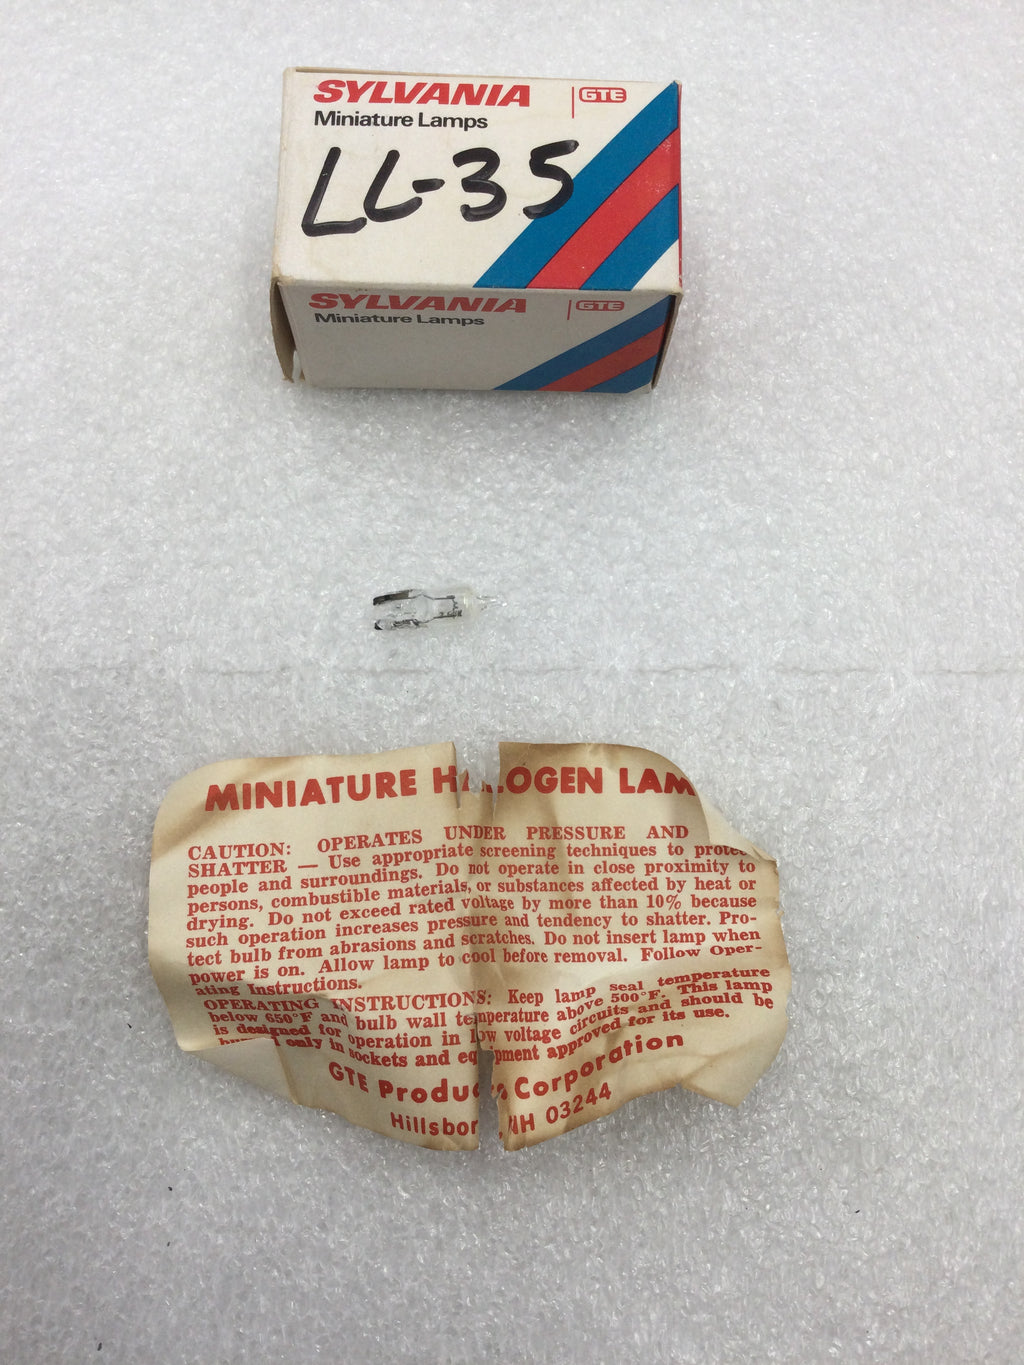 SYLVANIA
GTE
Miniature Lamps
LL-35
SYLVANIA
GTE
Miniature Lamps
MINIATURE HALOGEN LAM
CAUTION: OPERATES UNDER PRESSURE AND
SHATTER — Use appropriate screening techniques to protec
people and surroundings. Do not operate in close proximity to
persons, combustible materials, or substances affected by heat or
drying. Do not exceed rated voltage by more than 10% because
such operation increases pressure and tendency to shatter. Pro-
tect bulb from abrasions and scratches. Do not insert lamp when
power is on. Allow lamp to cool before removal. Follow Oper-
ating Instructions.
OPERATING INSTRUCTIONS: Keep lamp seal temperature
below 650°F and bulb wall temperature above 500°F. This lamp
is designed for operation in low voltage circuits and should be
only in sockets and equipment approved for its use.
GTE Products Corporation
Hillsbor NH 03244